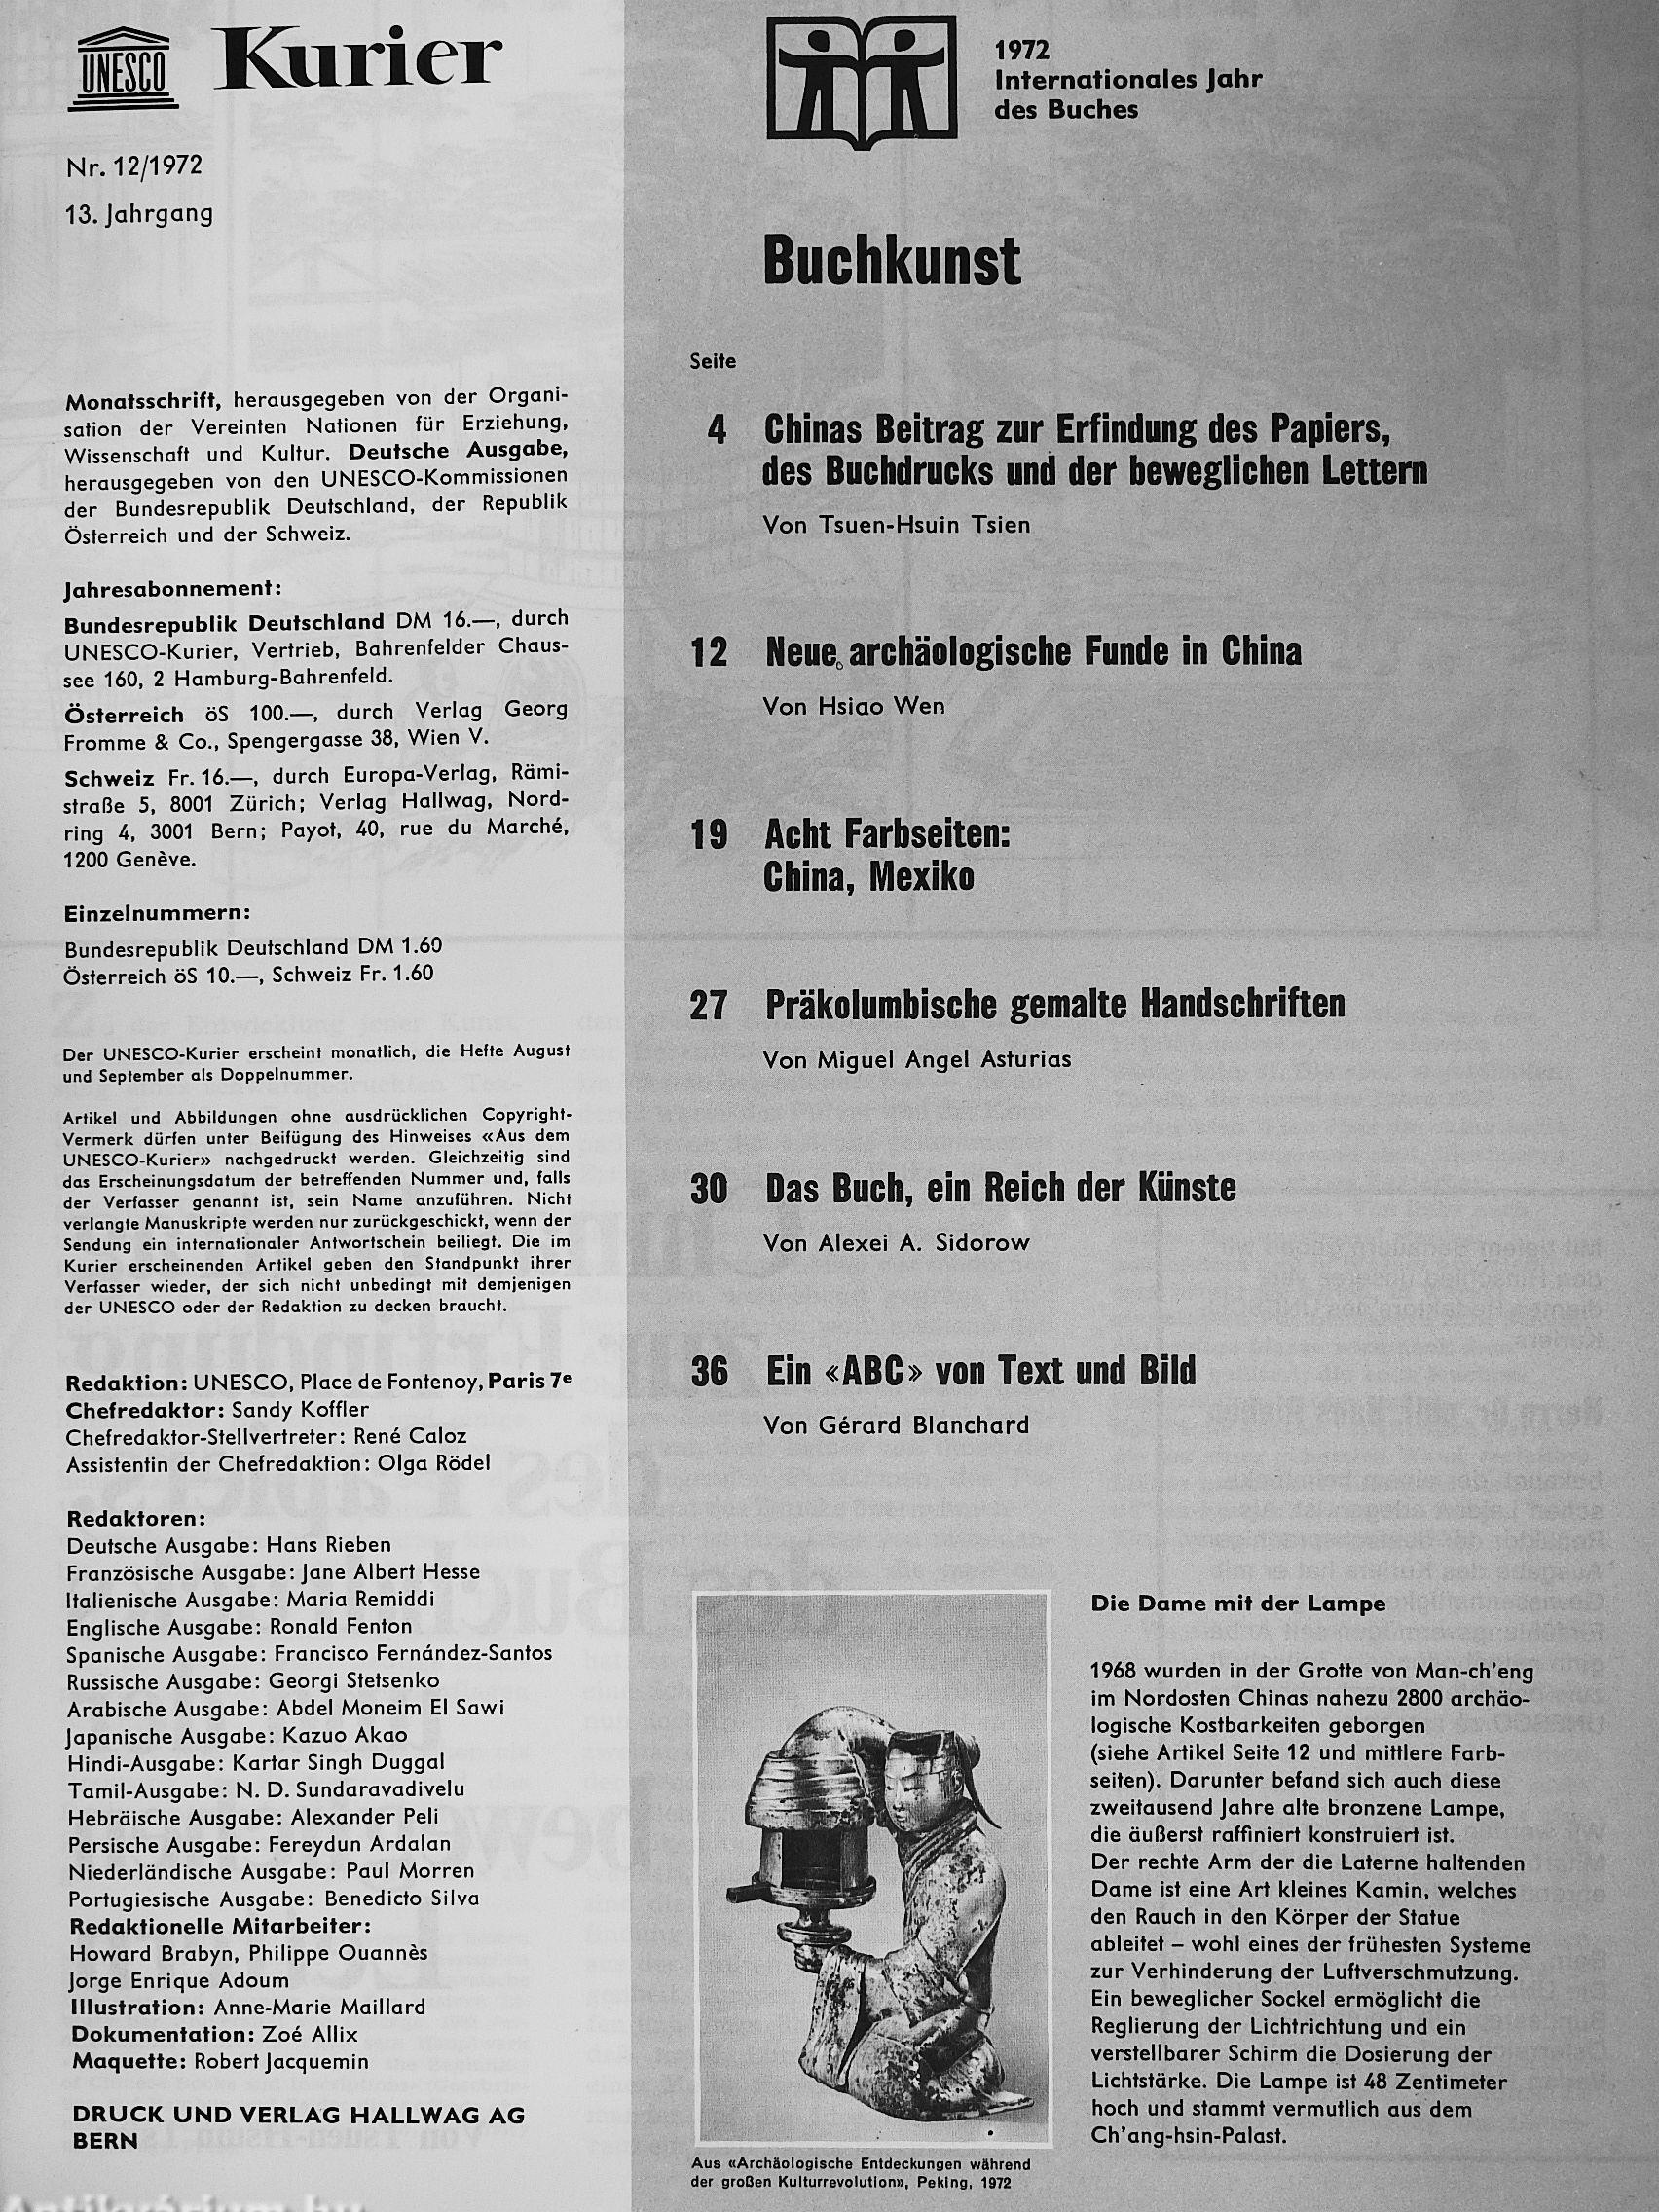 UNESCO
Kurier
Nr. 12/1972
13. Jahrgang
Monatsschrift, herausgegeben von der Organi-
sation der Vereinten Nationen für Erziehung,
Wissenschaft und Kultur. Deutsche Ausgabe,
herausgegeben von den UNESCO-Kommissionen
der Bundesrepublik Deutschland, der Republik
Österreich und der Schweiz.
Jahresabonnement:
Bundesrepublik Deutschland DM 16.—, durch
UNESCO-Kurier, Vertrieb, Bahrenfelder Chaus-
see 160, 2 Hamburg-Bahrenfeld.
Österreich öS 100.—, durch Verlag Georg
Fromme & Co., Spengergasse 38, Wien V.
Schweiz Fr. 16.—, durch Europa-Verlag, Rämi-
straße 5, 8001 Zürich; Verlag Hallwag, Nord-
ring 4, 3001 Bern; Payot, 40, rue du Marché,
1200 Genève.
Einzelnummern:
Bundesrepublik Deutschland DM 1.60
Österreich öS 10.—, Schweiz Fr. 1.60
Der UNESCO-Kurier erscheint monatlich, die Hefte August
und September als Doppelnummer.
Artikel und Abbildungen ohne ausdrücklichen Copyright-
Vermerk dürfen unter Beifügung des Hinweises «Aus dem
UNESCO-Kurier» nachgedruckt werden. Gleichzeitig sind
das Erscheinungsdatum der betreffenden Nummer und, falls
der Verfasser genannt ist, sein Name anzuführen. Nicht
verlangte Manuskripte werden nur zurückgeschickt, wenn der
Sendung ein internationaler Antwortschein beiliegt. Die im
Kurier erscheinenden Artikel geben den Standpunkt ihrer
Verfasser wieder, der sich nicht unbedingt mit demjenigen
der UNESCO oder der Redaktion zu decken braucht.
Redaktion: UNESCO, Place de Fontenoy, Paris 7e
Chefredaktor: Sandy Koffler
Chefredaktor-Stellvertreter: René Caloz
Assistentin der Chefredaktion: Olga Rödel
Redaktoren:
Deutsche Ausgabe: Hans Rieben
Französische Ausgabe: Jane Albert Hesse
Italienische Ausgabe: Maria Remiddi
Englische Ausgabe: Ronald Fenton
Spanische Ausgabe: Francisco Fernández-Santos
Russische Ausgabe: Georgi Stetsenko
Arabische Ausgabe: Abdel Moneim El Sawi
Japanische Ausgabe: Kazuo Akao
Hindi-Ausgabe: Kartar Singh Duggal
Tamil-Ausgabe: N. D. Sundaravadivelu
Hebräische Ausgabe: Alexander Peli
Persische Ausgabe: Fereydun Ardalan
Niederländische Ausgabe: Paul Morren
Portugiesische Ausgabe: Benedicto Silva
Redaktionelle Mitarbeiter:
Howard Brabyn, Philippe Ouannès
Jorge Enrique Adoum
Illustration: Anne-Marie Maillard
Dokumentation: Zoé Allix
Maquette: Robert Jacquemin
DRUCK UND VERLAG HALLWAG AG
BERN
1972
Internationales Jahr
des Buches
Buchkunst
Seite
4 Chinas Beitrag zur Erfindung des Papiers,
des Buchdrucks und der beweglichen Lettern
Von Tsuen-Hsuin Tsien
12 Neue archäologische Funde in China
Von Hsiao Wen
19 Acht Farbseiten:
China, Mexiko
27 Präkolumbische gemalte Handschriften
Von Miguel Angel Asturias
30 Das Buch, ein Reich der Künste
Von Alexei A. Sidorow
36 Ein «ABC» von Text und Bild
Von Gérard Blanchard
Die Dame mit der Lampe
1968 wurden in der Grotte von Man-ch'eng
im Nordosten Chinas nahezu 2800 archäo-
logische Kostbarkeiten geborgen
(siehe Artikel Seite 12 und mittlere Farb-
seiten). Darunter befand sich auch diese
zweitausend Jahre alte bronzene Lampe,
die äußerst raffiniert konstruiert ist.
Der rechte Arm der die Laterne haltenden
Dame ist eine Art kleines Kamin, welches
den Rauch in den Körper der Statue
ableitet – wohl eines der frühesten Systeme
zur Verhinderung der Luftverschmutzung.
Ein beweglicher Sockel ermöglicht die
Reglierung der Lichtrichtung und ein
verstellbarer Schirm die Dosierung der
Lichtstärke. Die Lampe ist 48 Zentimeter
hoch und stammt vermutlich aus dem
Ch'ang-hsin-Palast.
Aus «Archäologische Entdeckungen während
der großen Kulturrevolution», Peking, 1972